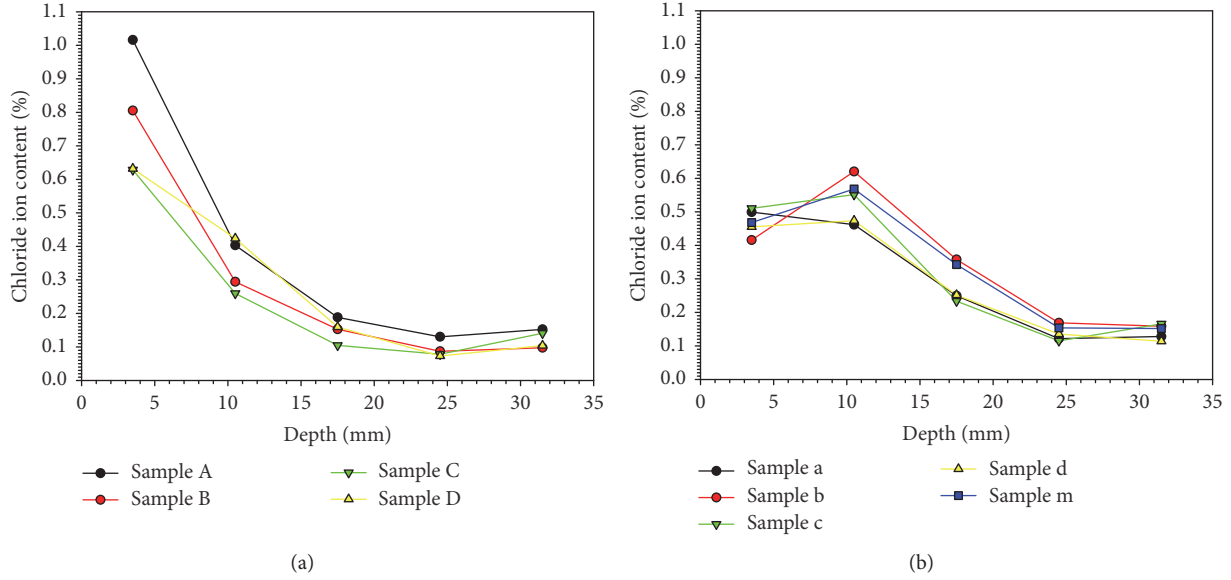 1.1
1.0
0.9
0.8
0.7
0.6
0.5
0.4
0.3
0.2
0.1
0.0
Chloride ion content (%)
0 5 10 15 20 25 30 35
Depth (mm)
Sample A
Sample B
Sample C
Sample D
(a)
1.1
1.0
0.9
0.8
0.7
0.6
0.5
0.4
0.3
0.2
0.1
0.0
Chloride ion content (%)
0 5 10 15 20 25 30 35
Depth (mm)
Sample a
Sample b
Sample c
Sample d
Sample m
(b)